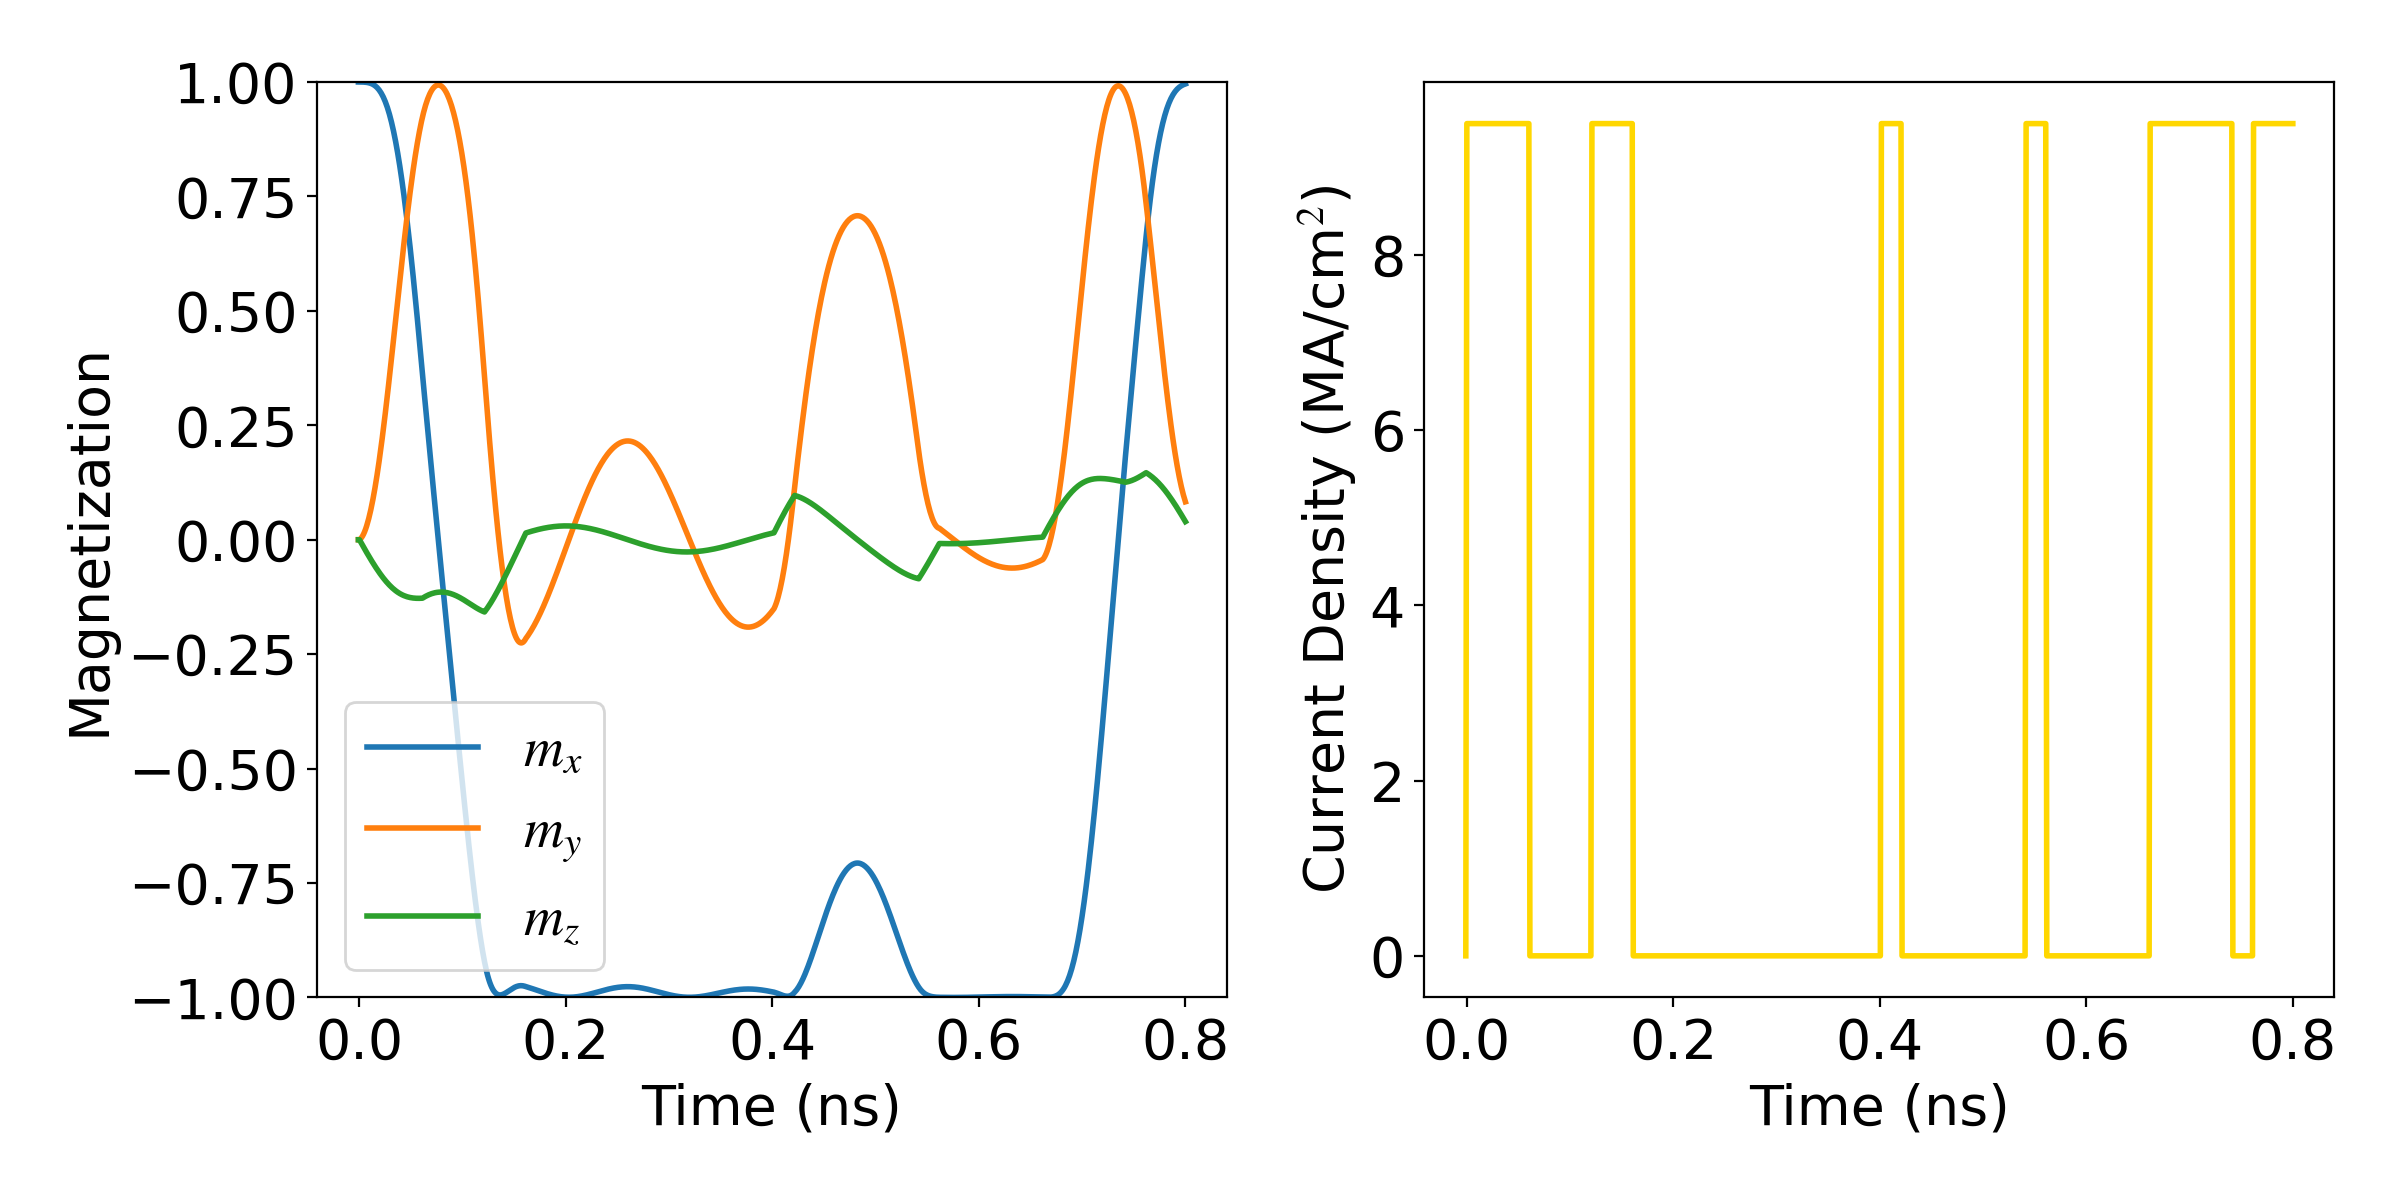 1.00
0.75
0.50
0.25
0.00
−0.25
−0.50
−0.75
−1.00
Magnetization
m_x
m_y
m_z
0.0 0.2 0.4 0.6 0.8
Time (ns)
8
6
4
2
0
Current Density (MA/cm²)
0.0 0.2 0.4 0.6 0.8
Time (ns)